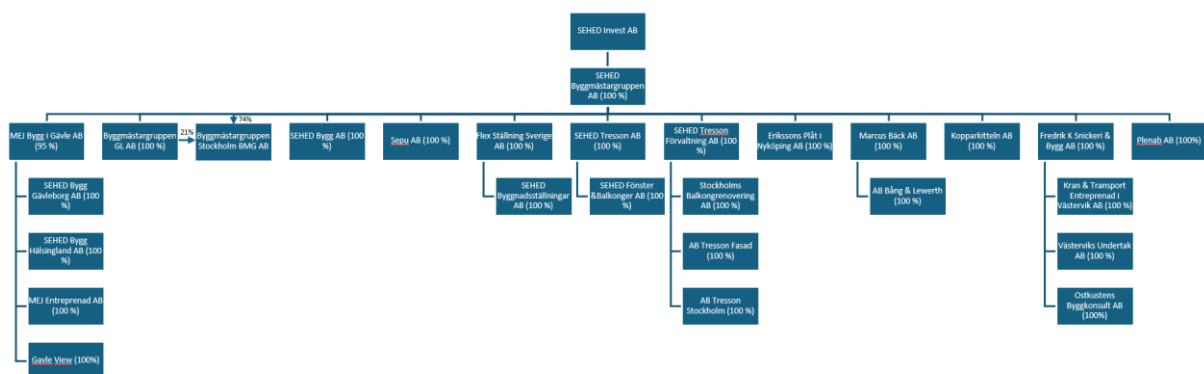 SEHED Invest AB
SEHED
Byggmästargruppen
AB (100 %)
74%
21%
MEJ Bygg i Gävle AB
(95 %)
Byggmästargruppen
GL AB (100 %)
Byggmästargruppen
Stockholm BMG AB
SEHED Bygg AB (100
%)
Sepu AB (100 %)
Flex Ställning Sverige
AB (100 %)
SEHED Tresson AB
(100 %)
SEHED Tresson
Förvaltning AB (100
%)
Erikssons Plåt i
Nyköping AB (100 %)
Marcus Bäck AB
(100 %)
Kopparkitteln AB
(100 %)
Fredrik K Snickeri &
Bygg AB (100 %)
Plenab AB (100%)
SEHED Bygg
Gävleborg AB (100
%)
SEHED
Byggnadsställningar
AB (100 %)
SEHED Fönster
&Balkonger AB (100
%)
Stockholms
Balkongrenovering
AB (100 %)
AB Bång & Lewerth
(100 %)
Kran & Transport
Entreprenad i
Västervik AB (100 %)
SEHED Bygg
Hälsingland AB (100
%)
AB Tresson Fasad
(100 %)
Västerviks Undertak
AB (100 %)
MEJ Entreprenad AB
(100 %)
AB Tresson
Stockholm (100 %)
Ostkustens
Byggkonsult AB
(100%)
Gavle View (100%)